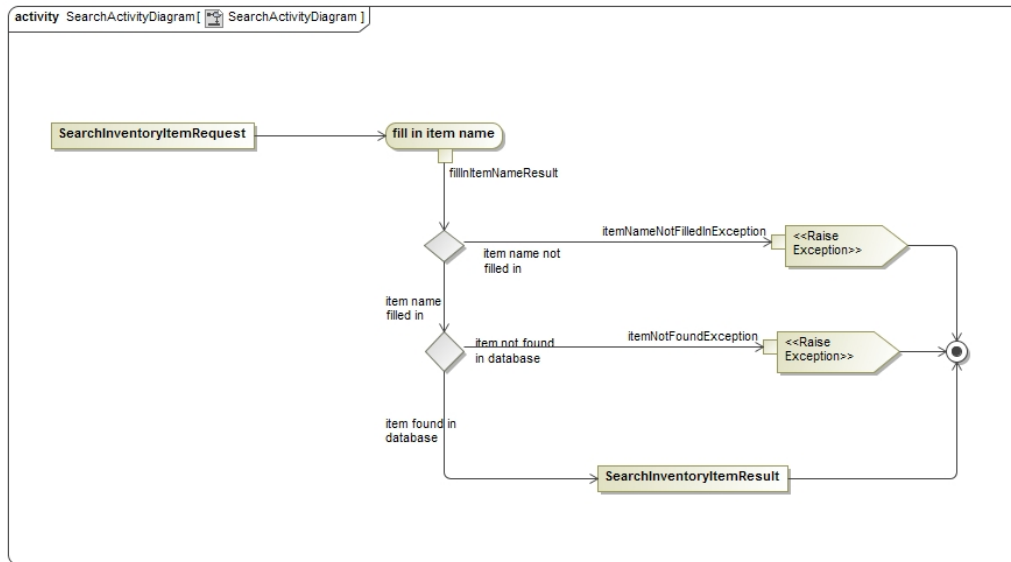 activity SearchActivityDiagram[ SearchActivityDiagram ]
SearchInventoryItemRequest
fill in item name
fillInItemNameResult
itemNameNotFilledInException
<<Raise
Exception>>
item name not
filled in
item name
filled in
item not found
in database
itemNotFoundException
<<Raise
Exception>>
item found in
database
SearchInventoryItemResult